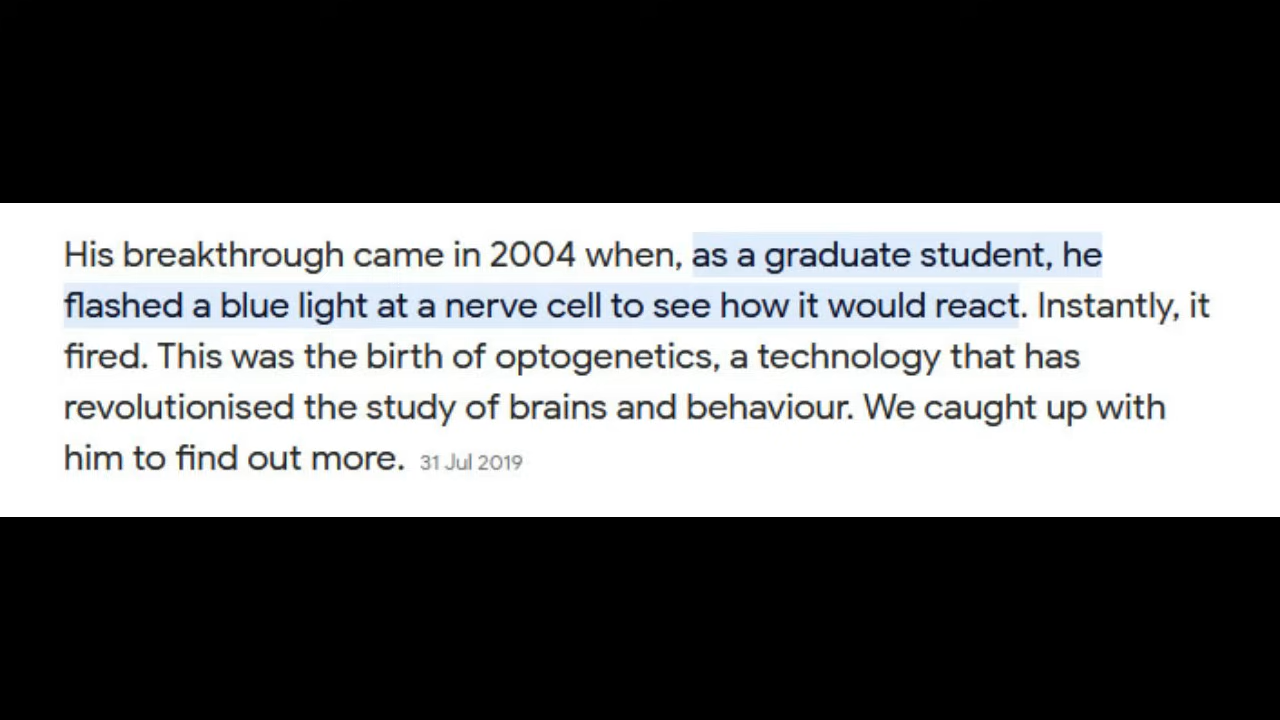 His breakthrough came in 2004 when, as a graduate student, he
flashed a blue light at a nerve cell to see how it would react. Instantly, it
fired. This was the birth of optogenetics, a technology that has
revolutionised the study of brains and behaviour. We caught up with
him to find out more. 31 Jul 2019